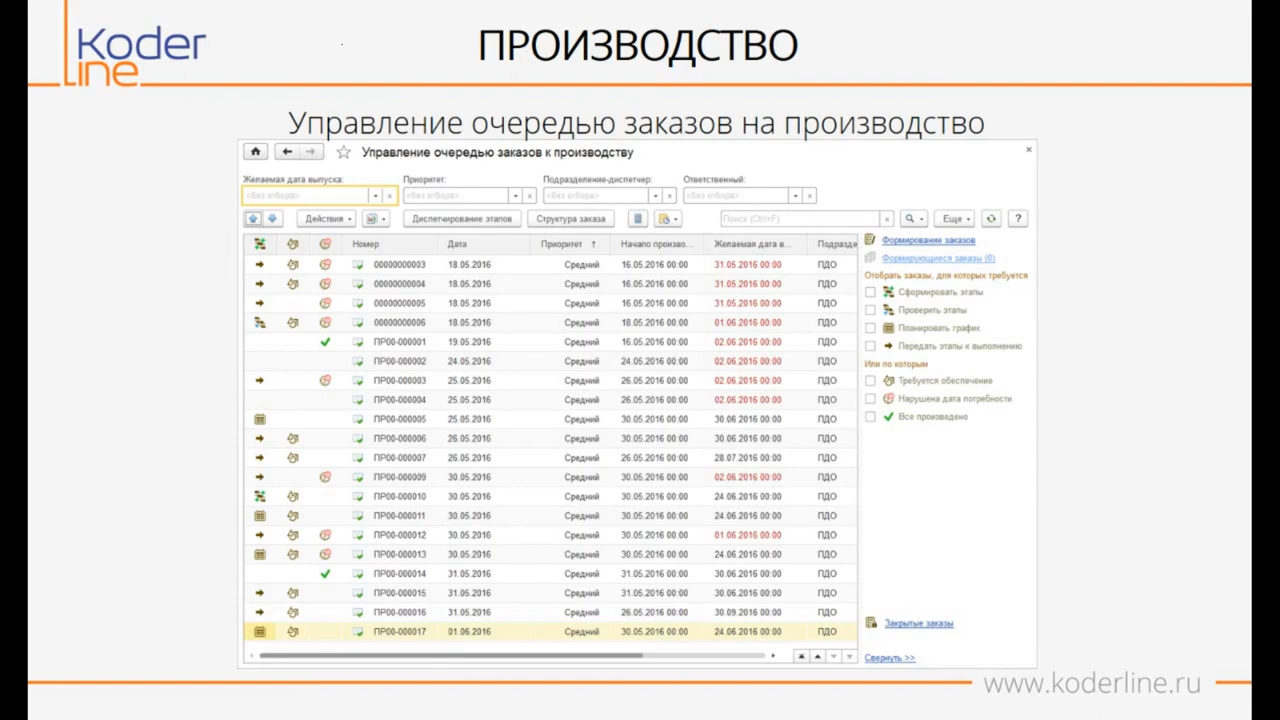 Koder
line
ПРОИЗВОДСТВО
Управление очередью заказов на производство
Управление очередью заказов к производству
Желаемая дата выпуска: Приоритет: Подразделение-диспетчер: Ответственный:
<без отбора> <без отбора> <без отбора> <без отбора>
Действия Диспетчирование этапов Структура заказа Поиск (Ctrl+F) Еще ?
Номер Дата Приоритет ↑ Начало произво... Желаемая дата в... Подразде
00000000003 18.05.2016 Средний 16.05.2016 00:00 31.05.2016 00:00 ПДО
00000000004 18.05.2016 Средний 16.05.2016 00:00 31.05.2016 00:00 ПДО
00000000005 18.05.2016 Средний 16.05.2016 00:00 31.05.2016 00:00 ПДО
00000000006 18.05.2016 Средний 18.05.2016 00:00 01.06.2016 00:00 ПДО
ПР00-000001 19.05.2016 Средний 16.05.2016 00:00 02.06.2016 00:00 ПДО
ПР00-000002 24.05.2016 Средний 24.05.2016 00:00 02.06.2016 00:00 ПДО
ПР00-000003 25.05.2016 Средний 26.05.2016 00:00 02.06.2016 00:00 ПДО
ПР00-000004 25.05.2016 Средний 26.05.2016 00:00 02.06.2016 00:00 ПДО
ПР00-000005 25.05.2016 Средний 30.05.2016 00:00 30.06.2016 00:00 ПДО
ПР00-000006 26.05.2016 Средний 30.05.2016 00:00 30.06.2016 00:00 ПДО
ПР00-000007 26.05.2016 Средний 30.05.2016 00:00 28.07.2016 00:00 ПДО
ПР00-000009 30.05.2016 Средний 30.05.2016 00:00 02.06.2016 00:00 ПДО
ПР00-000010 30.05.2016 Средний 30.05.2016 00:00 24.06.2016 00:00 ПДО
ПР00-000011 30.05.2016 Средний 30.05.2016 00:00 24.06.2016 00:00 ПДО
ПР00-000012 30.05.2016 Средний 30.05.2016 00:00 01.06.2016 00:00 ПДО
ПР00-000013 30.05.2016 Средний 30.05.2016 00:00 24.06.2016 00:00 ПДО
ПР00-000014 31.05.2016 Средний 31.05.2016 00:00 30.06.2016 00:00 ПДО
ПР00-000015 31.05.2016 Средний 31.05.2016 00:00 30.06.2016 00:00 ПДО
ПР00-000016 31.05.2016 Средний 26.05.2016 00:00 30.09.2016 00:00 ПДО
ПР00-000017 01.06.2016 Средний 30.05.2016 00:00 24.06.2016 00:00 ПДО
Формирование заказов
Формирующиеся заказы (0)
Отобрать заказы, для которых требуется
Сформировать этапы
Проверить этапы
Планировать график
Передать этапы к выполнению
Или по которым
Требуется обеспечение
Нарушена дата потребности
Все произведено
Закрытые заказы
Свернуть >>
www.koderline.ru